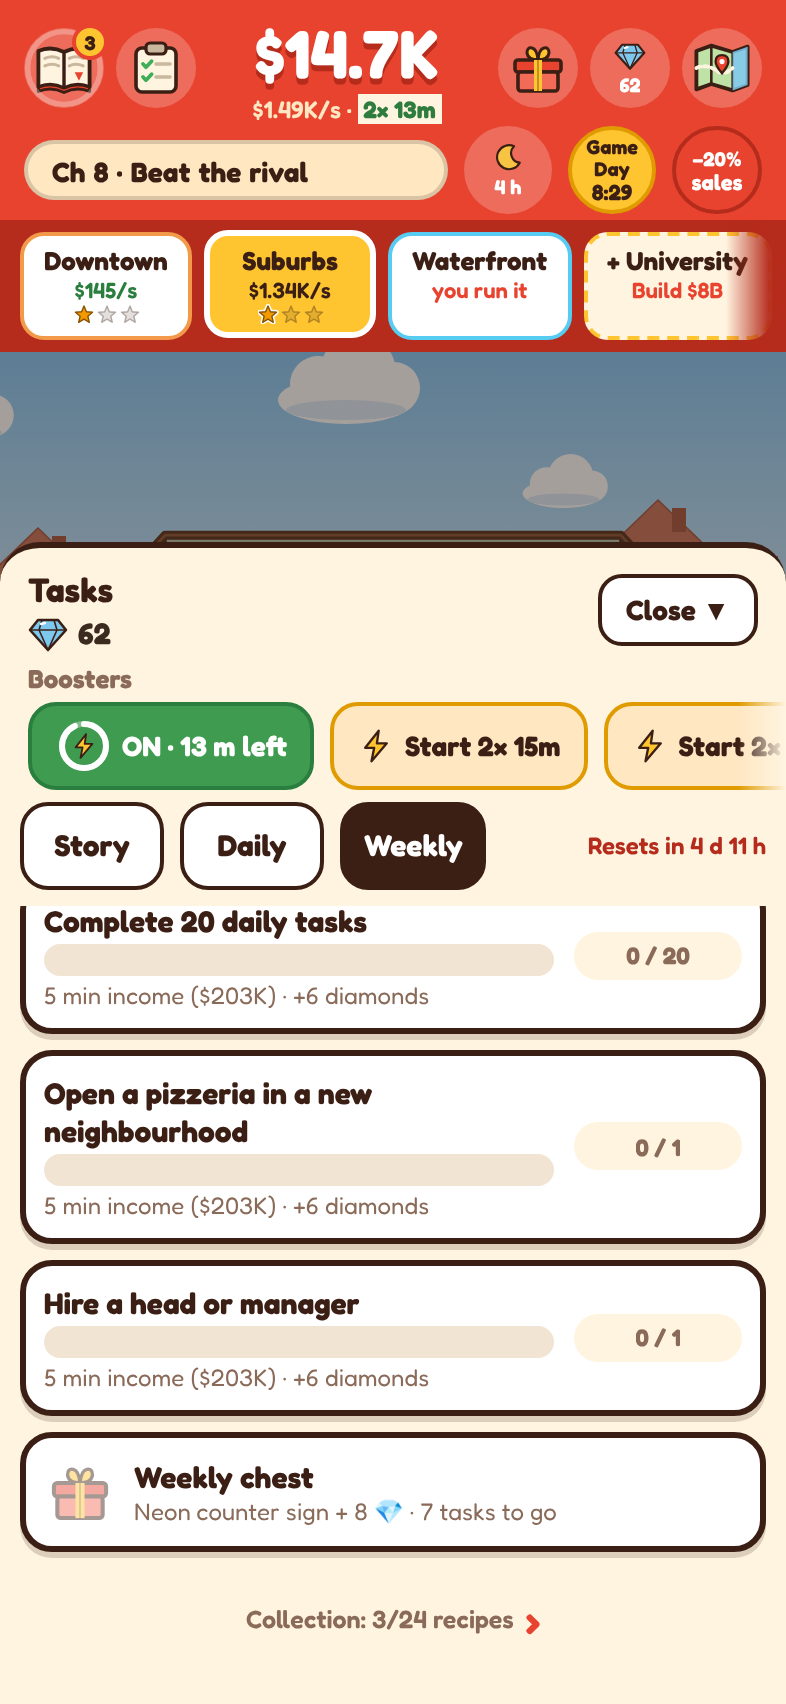 3
$14.7K
$1.49K/s · 2x 13m
62
Ch 8 · Beat the rival
4 h
Game
Day
8:29
−20%
sales
Downtown
$145/s
Suburbs
$1.34K/s
Waterfront
you run it
+ University
Build $8B
Tasks
62
Close ▼
Boosters
ON · 13 m left
Start 2x 15m
Start 2x
Story
Daily
Weekly
Resets in 4 d 11 h
Complete 20 daily tasks
0 / 20
5 min income ($203K) · +6 diamonds
Open a pizzeria in a new
neighbourhood
0 / 1
5 min income ($203K) · +6 diamonds
Hire a head or manager
0 / 1
5 min income ($203K) · +6 diamonds
Weekly chest
Neon counter sign + 8 💎 · 7 tasks to go
Collection: 3/24 recipes